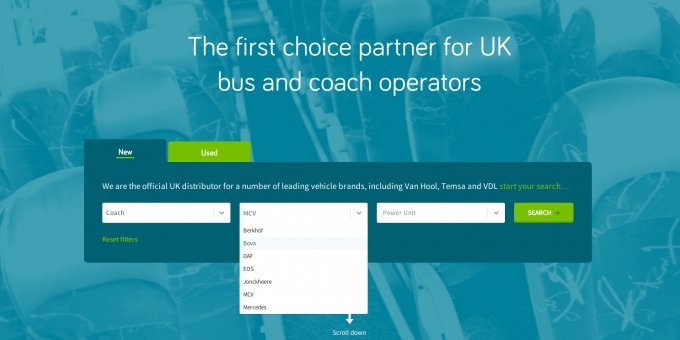 The first choice partner for UK
bus and coach operators
New
Used
We are the official UK distributor for a number of leading vehicle brands, including Van Hool, Temsa and VDL start your search...
Coach
MCV
Power Unit
SEARCH
Berkhof
Bova
DAF
EOS
Jonckheere
MCV
Mercedes
Reset filters
Scroll down